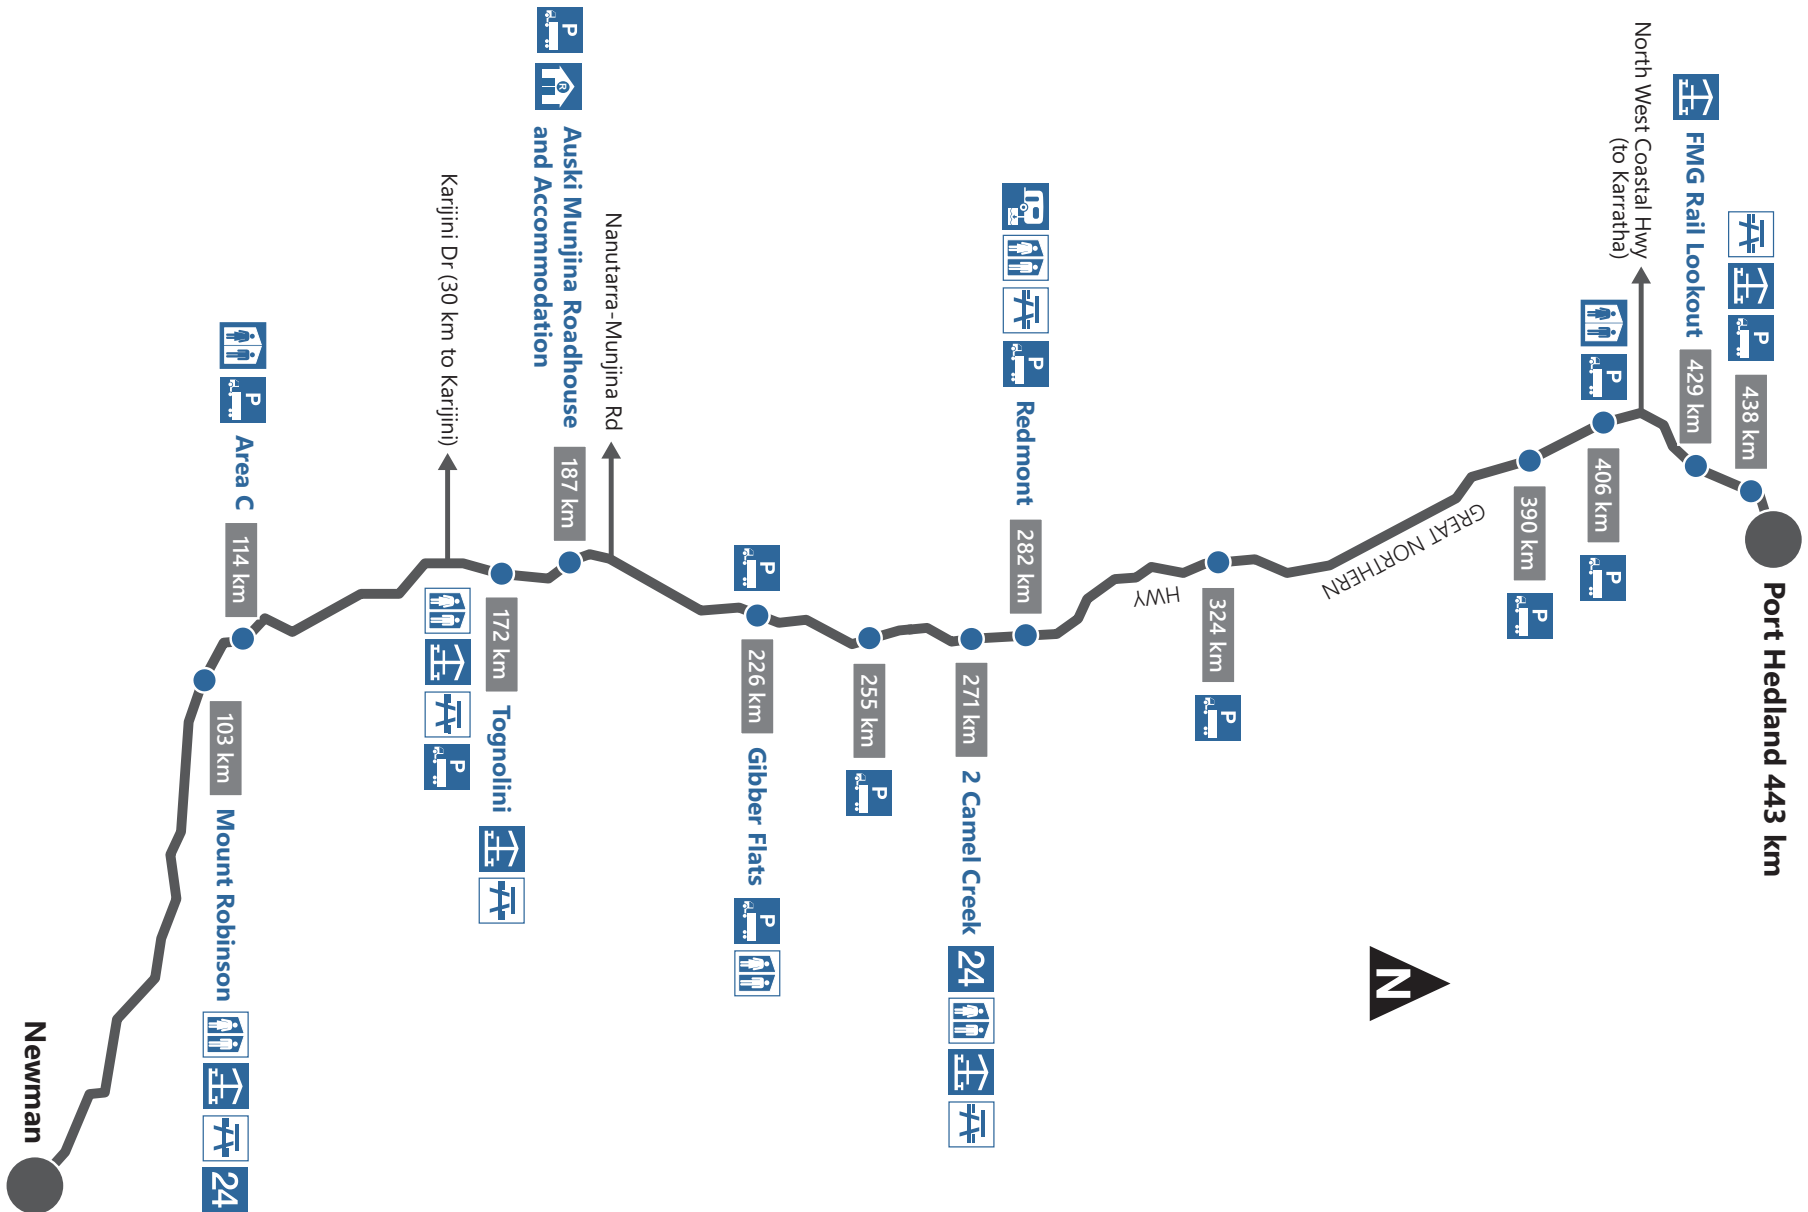 Port Hedland 443 km
438 km
P
FMG Rail Lookout
429 km
North West Coastal Hwy
(to Karratha)
P
406 km
P
390 km
P
GREAT NORTHERN
HWY
324 km
P
P
Redmont
282 km
271 km
2 Camel Creek
24
255 km
P
P
226 km
Gibber Flats
P
Nanutarra-Munjina Rd
P
R
Auski Munjina Roadhouse
and Accommodation
187 km
172 km
Tognolini
P
Karijini Dr (30 km to Karijini)
P
Area C
114 km
103 km
Mount Robinson
24
Newman
N